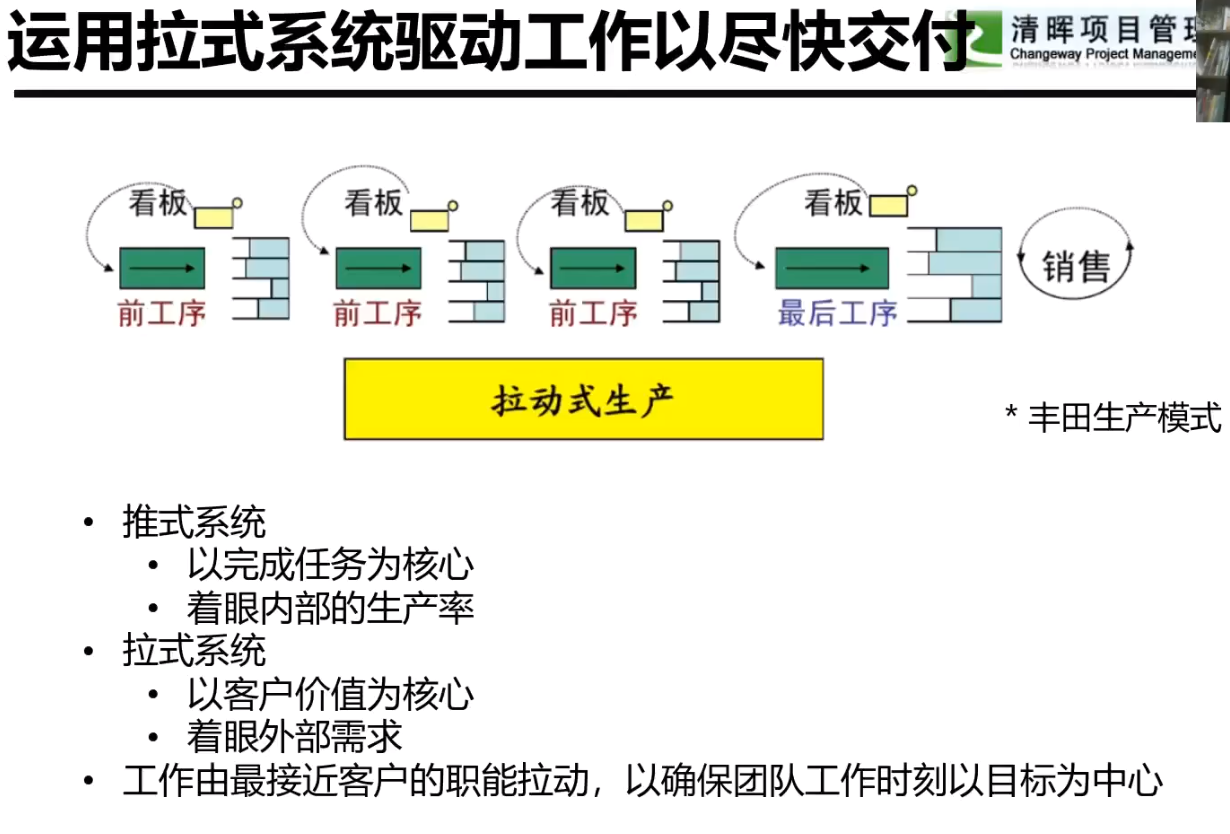 运用拉式系统驱动工作以尽快交付
清晖项目管理
Changeway Project Manageme
看板 看板 看板 看板
销售
前工序 前工序 前工序 最后工序
拉动式生产
* 丰田生产模式
• 推式系统
• 以完成任务为核心
• 着眼内部的生产率
• 拉式系统
• 以客户价值为核心
• 着眼外部需求
• 工作由最接近客户的职能拉动，以确保团队工作时刻以目标为中心